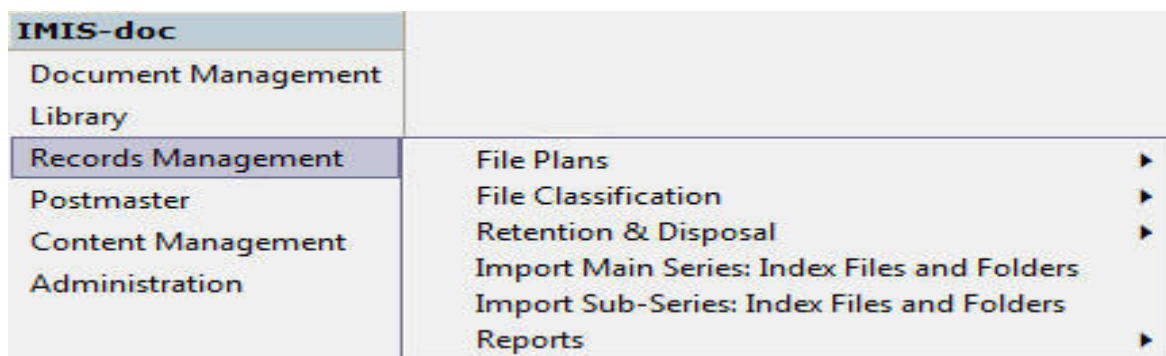 IMIS-doc
Document Management
Library
Records Management
Postmaster
Content Management
Administration
File Plans
File Classification
Retention & Disposal
Import Main Series: Index Files and Folders
Import Sub-Series: Index Files and Folders
Reports